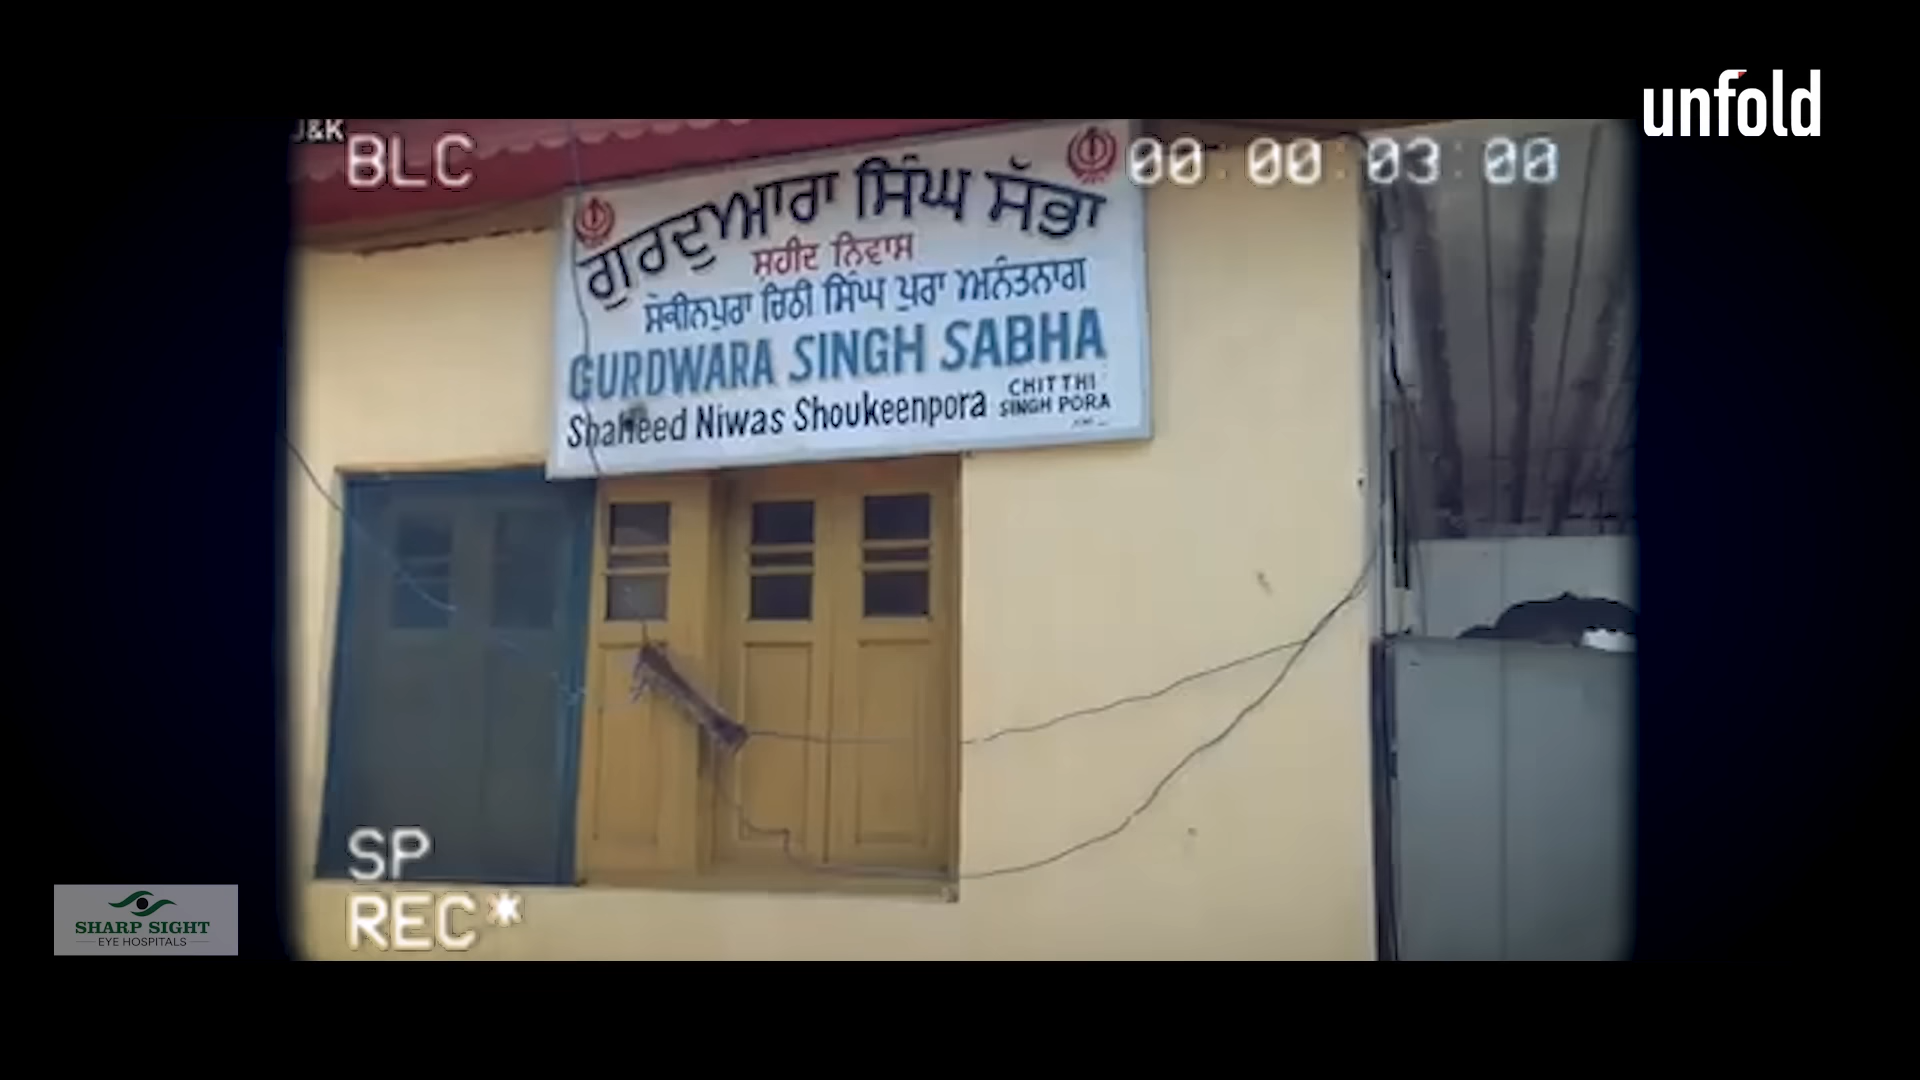 unfold
J&K
BLC
00:00:03:00
ਗੁਰਦੁਆਰਾ ਸਿੰਘ ਸੱਭਾ
ਸ਼ਹੀਦ ਨਿਵਾਸ
ਸ਼ੋਕੀਨਪੁਰਾ ਚਿਠੀ ਸਿੰਘ ਪੁਰਾ ਅਨੰਤਨਾਗ
GURDWARA SINGH SABHA
Shaheed Niwas Shoukeenpora
CHITTHI
SINGH PORA
SP
REC*
SHARP SIGHT
EYE HOSPITALS